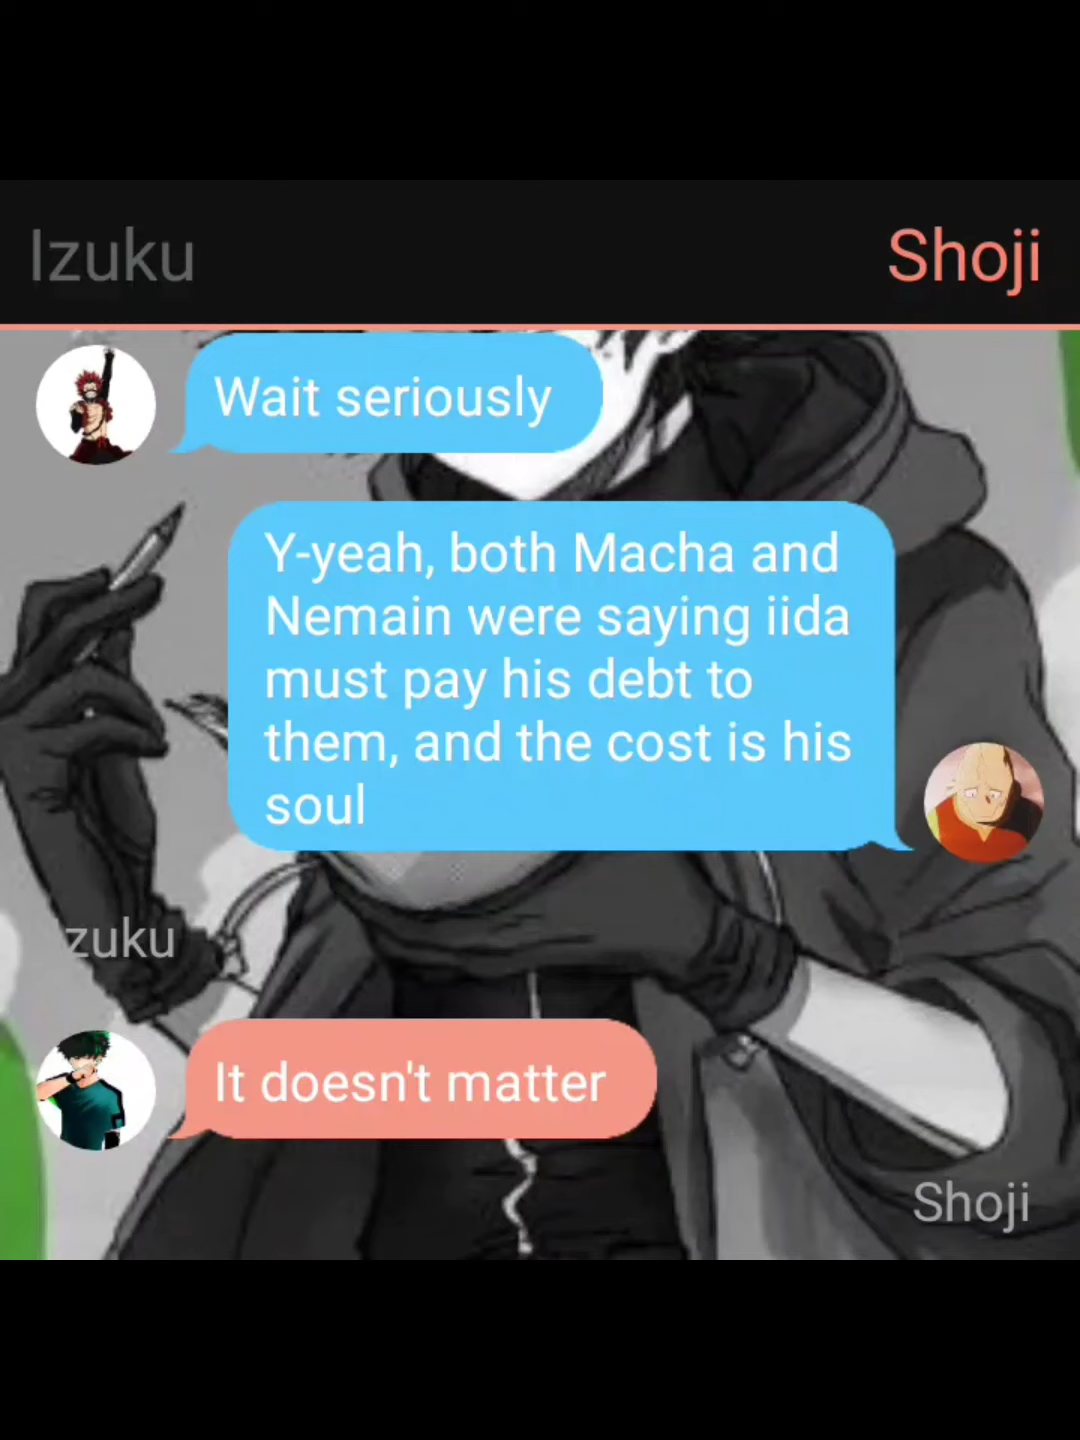 Izuku
Shoji
Wait seriously
Y-yeah, both Macha and
Nemain were saying iida
must pay his debt to
them, and the cost is his
soul
zuku
It doesn't matter
Shoji